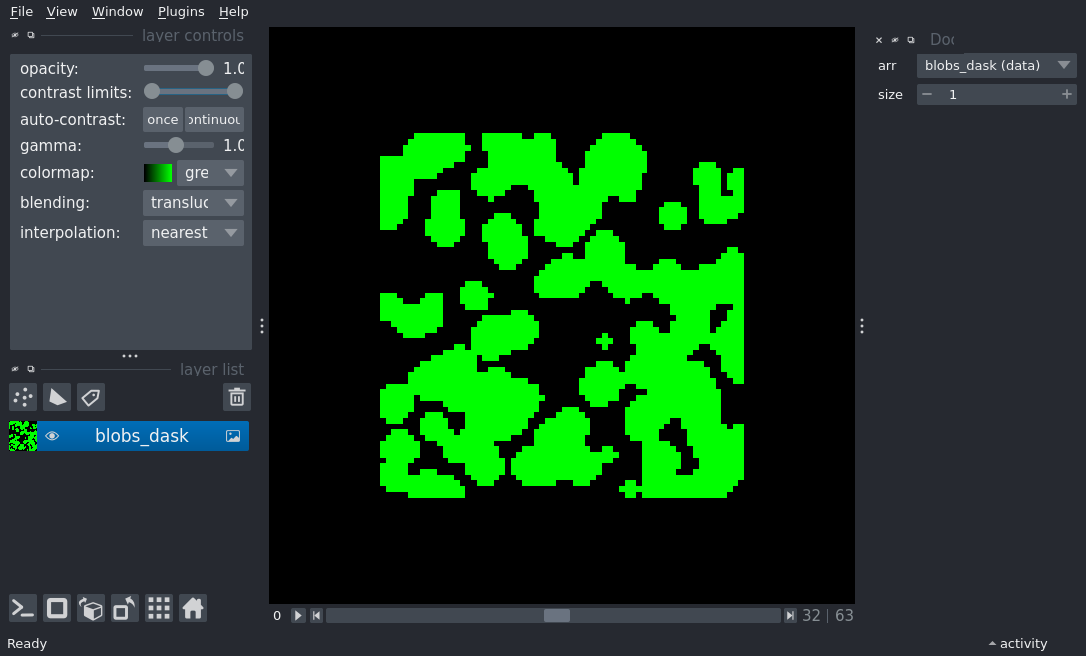 File View Window Plugins Help
layer controls
opacity: 1.0
contrast limits:
auto-contrast: once ontinuou
gamma: 1.0
colormap: gre
blending: transluc
interpolation: nearest
layer list
blobs_dask
0 32 | 63
Ready
Doc
arr blobs_dask (data)
size 1
activity